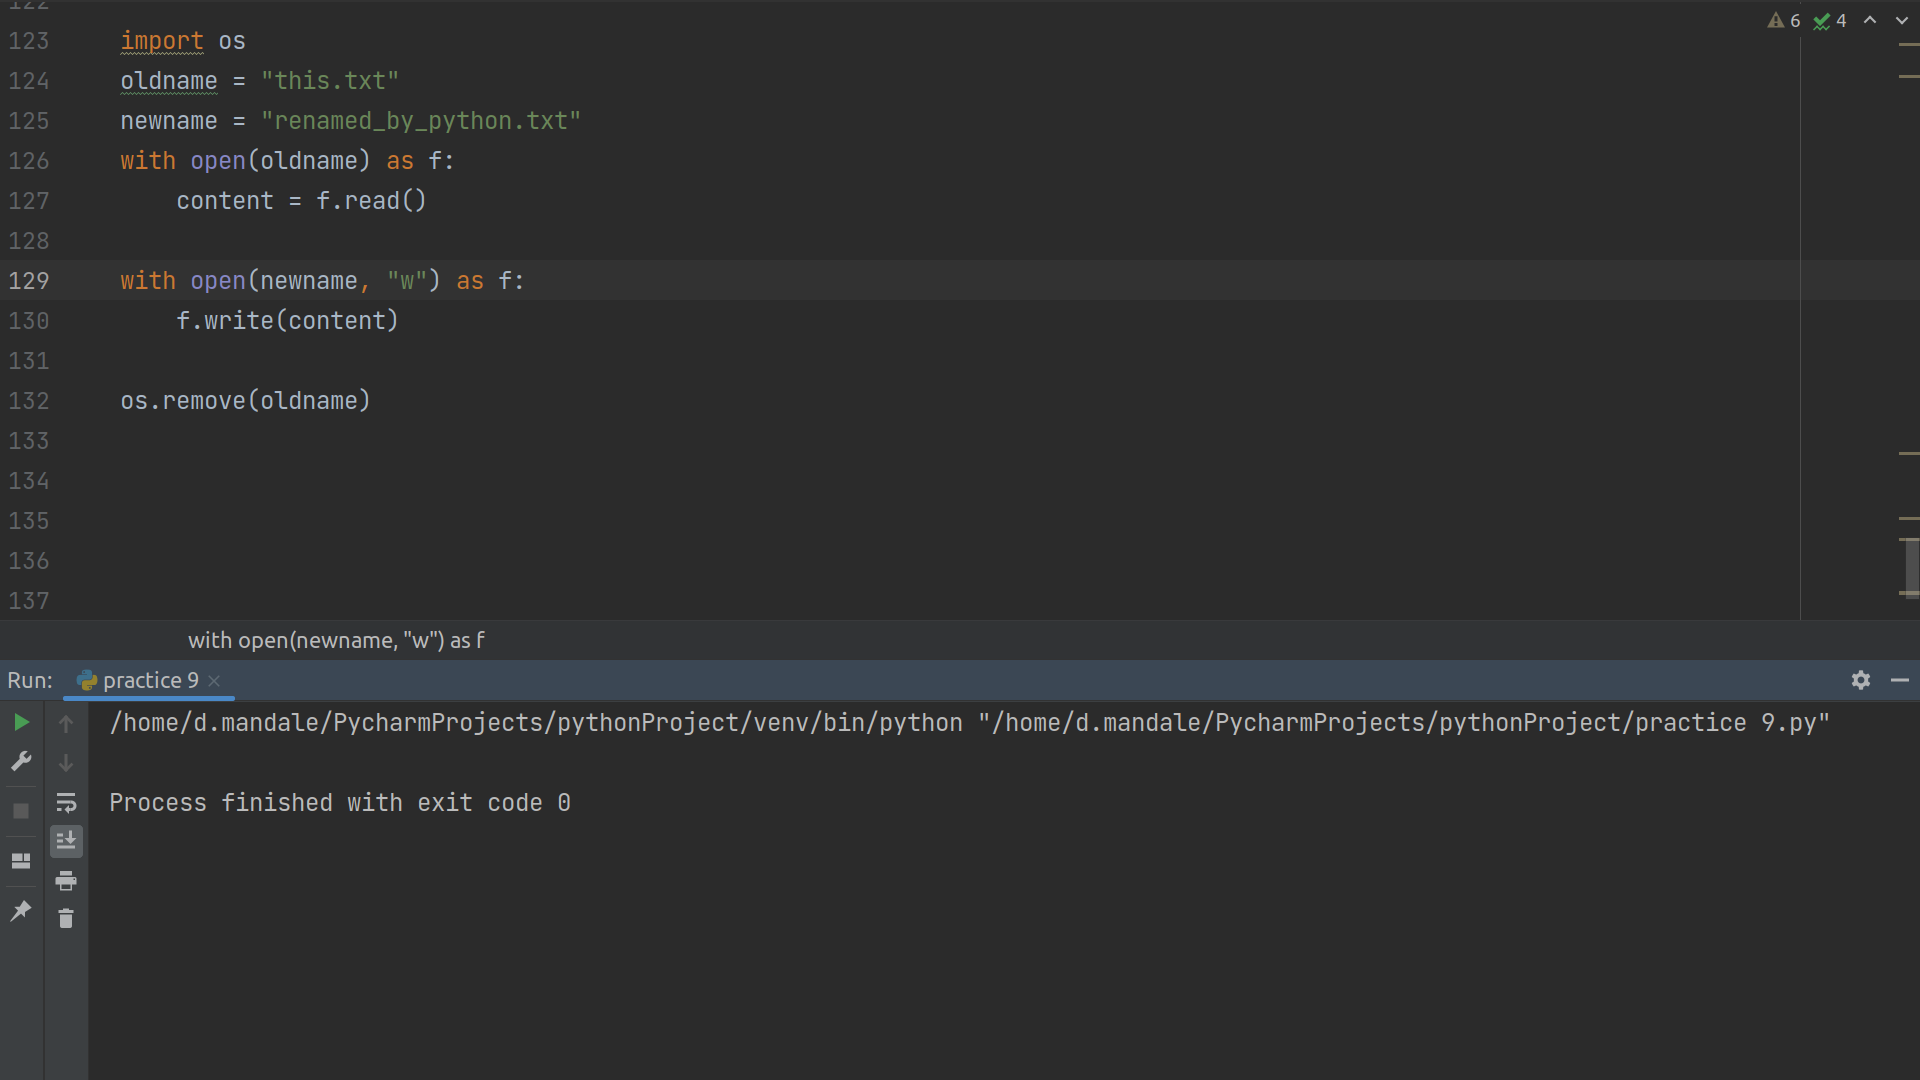 122
6 4
123 import os
124 oldname = "this.txt"
125 newname = "renamed_by_python.txt"
126 with open(oldname) as f:
127     content = f.read()
128
129 with open(newname, "w") as f:
130     f.write(content)
131
132 os.remove(oldname)
133
134
135
136
137
with open(newname, "w") as f
Run: practice 9
/home/d.mandale/PycharmProjects/pythonProject/venv/bin/python "/home/d.mandale/PycharmProjects/pythonProject/practice 9.py"
Process finished with exit code 0